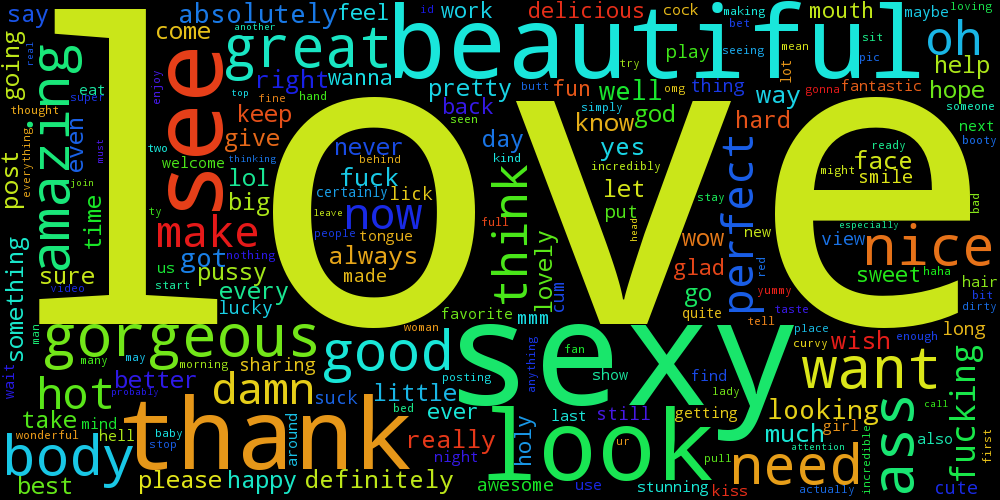 say
absolutely
feel
id
work
delicious
cock
making
mouth
maybe
loving
going
real
love
come
another
great
beautiful
bet
play
seeing
sit
oh
mean
pic
help
amazing
see
eat
super
enjoy
right
wanna
try
pretty
butt
fun
omg
well
thing
way
lot
gonna
fantastic
hope
someone
top
fine
hand
back
seen
simply
know
god
hard
next
thought
keep
give
even
everything
must
two
never
day
yes
perfect
booty
ready
welcome
thinking
behind
kind
incredibly
might
face
smile
post
join
lol
fuck
certainly
lick
think
let
stay
bad
time
ty
big
leave
now
full
put
head
new
especially
make
people
tongue
lovely
wow
view
nice
something
us
got
nothing
always
red
sure
start
pussy
made
glad
sweet
haha
video
every
cum
go
yummy
hair
bit
lucky
favorite
mmm
quite
taste
dirty
man
gorgeous
woman
sexy
tell
place
wish
enough
long
many
may
morning
good
anything
fan
curvy
wait
hot
better
sharing
posting
show
find
want
probably
damn
suck
little
lady
fucking
take
mind
thank
bed
ever
look
last
still
getting
looking
ass
call
wonderful
hell
baby
stop
around
really
holy
ur
much
girl
also
first
body
night
pull
need
attention
incredible
best
please
happy
definitely
awesome
use
stunning
kiss
actually
cute